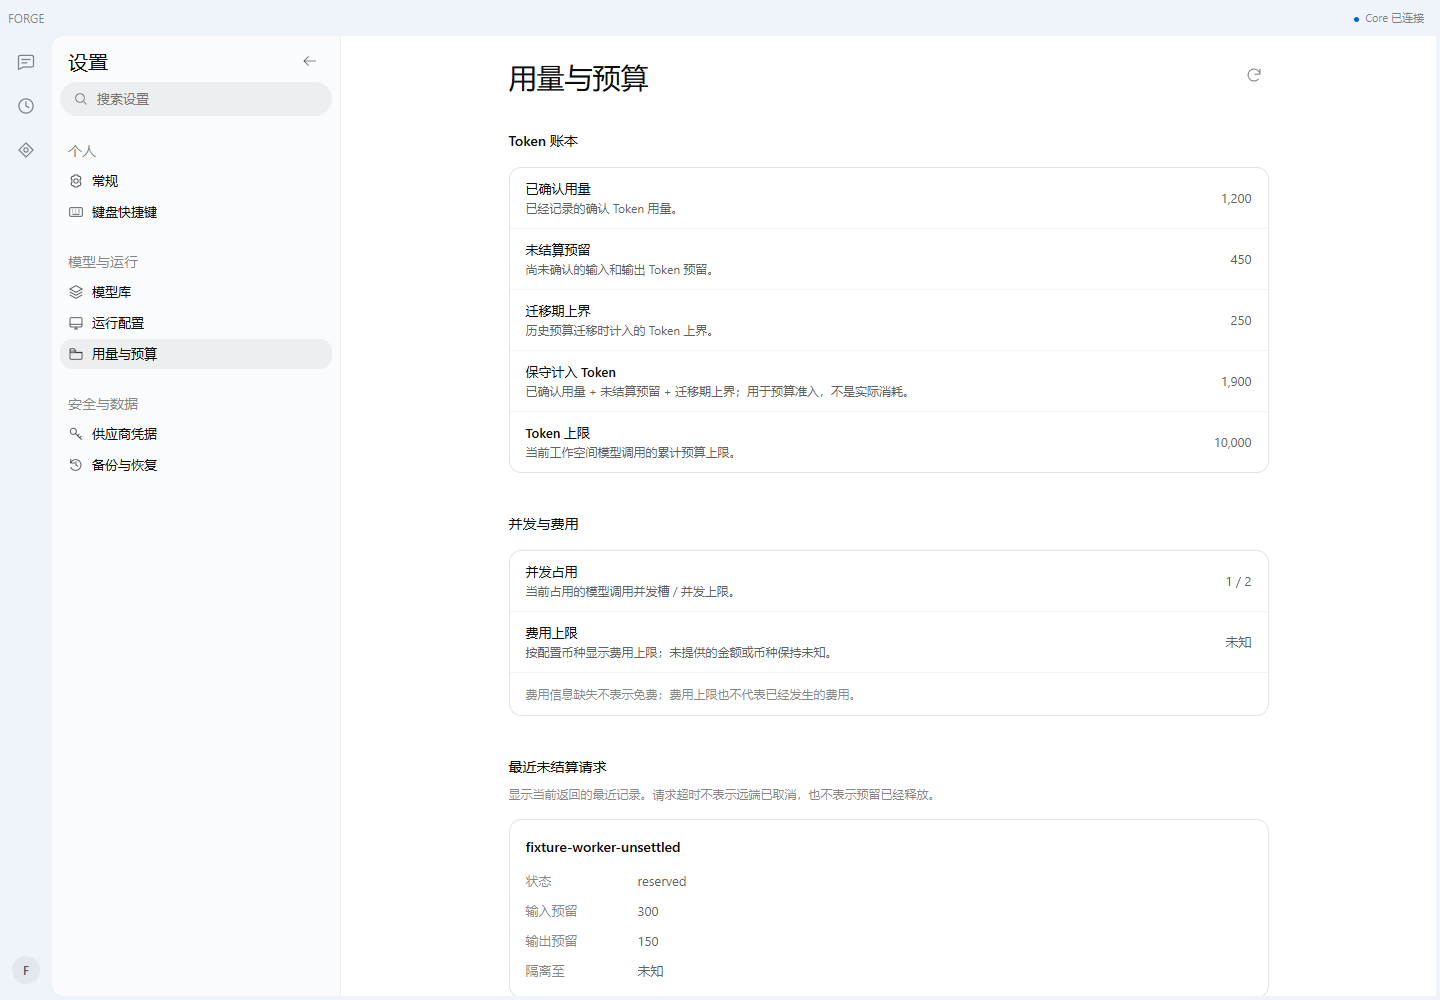 FORGE
Core 已连接
设置
搜索设置
个人
常规
键盘快捷键
模型与运行
模型库
运行配置
用量与预算
安全与数据
供应商凭据
备份与恢复
F
用量与预算
Token 账本
已确认用量
已经记录的确认 Token 用量。
1,200
未结算预留
尚未确认的输入和输出 Token 预留。
450
迁移期上界
历史预算迁移时计入的 Token 上界。
250
保守计入 Token
已确认用量 + 未结算预留 + 迁移期上界；用于预算准入，不是实际消耗。
1,900
Token 上限
当前工作空间模型调用的累计预算上限。
10,000
并发与费用
并发占用
当前占用的模型调用并发槽 / 并发上限。
1 / 2
费用上限
按配置币种显示费用上限；未提供的金额或币种保持未知。
未知
费用信息缺失不表示免费；费用上限也不代表已经发生的费用。
最近未结算请求
显示当前返回的最近记录。请求超时不表示远端已取消，也不表示预留已经释放。
fixture-worker-unsettled
状态 reserved
输入预留 300
输出预留 150
隔离至 未知